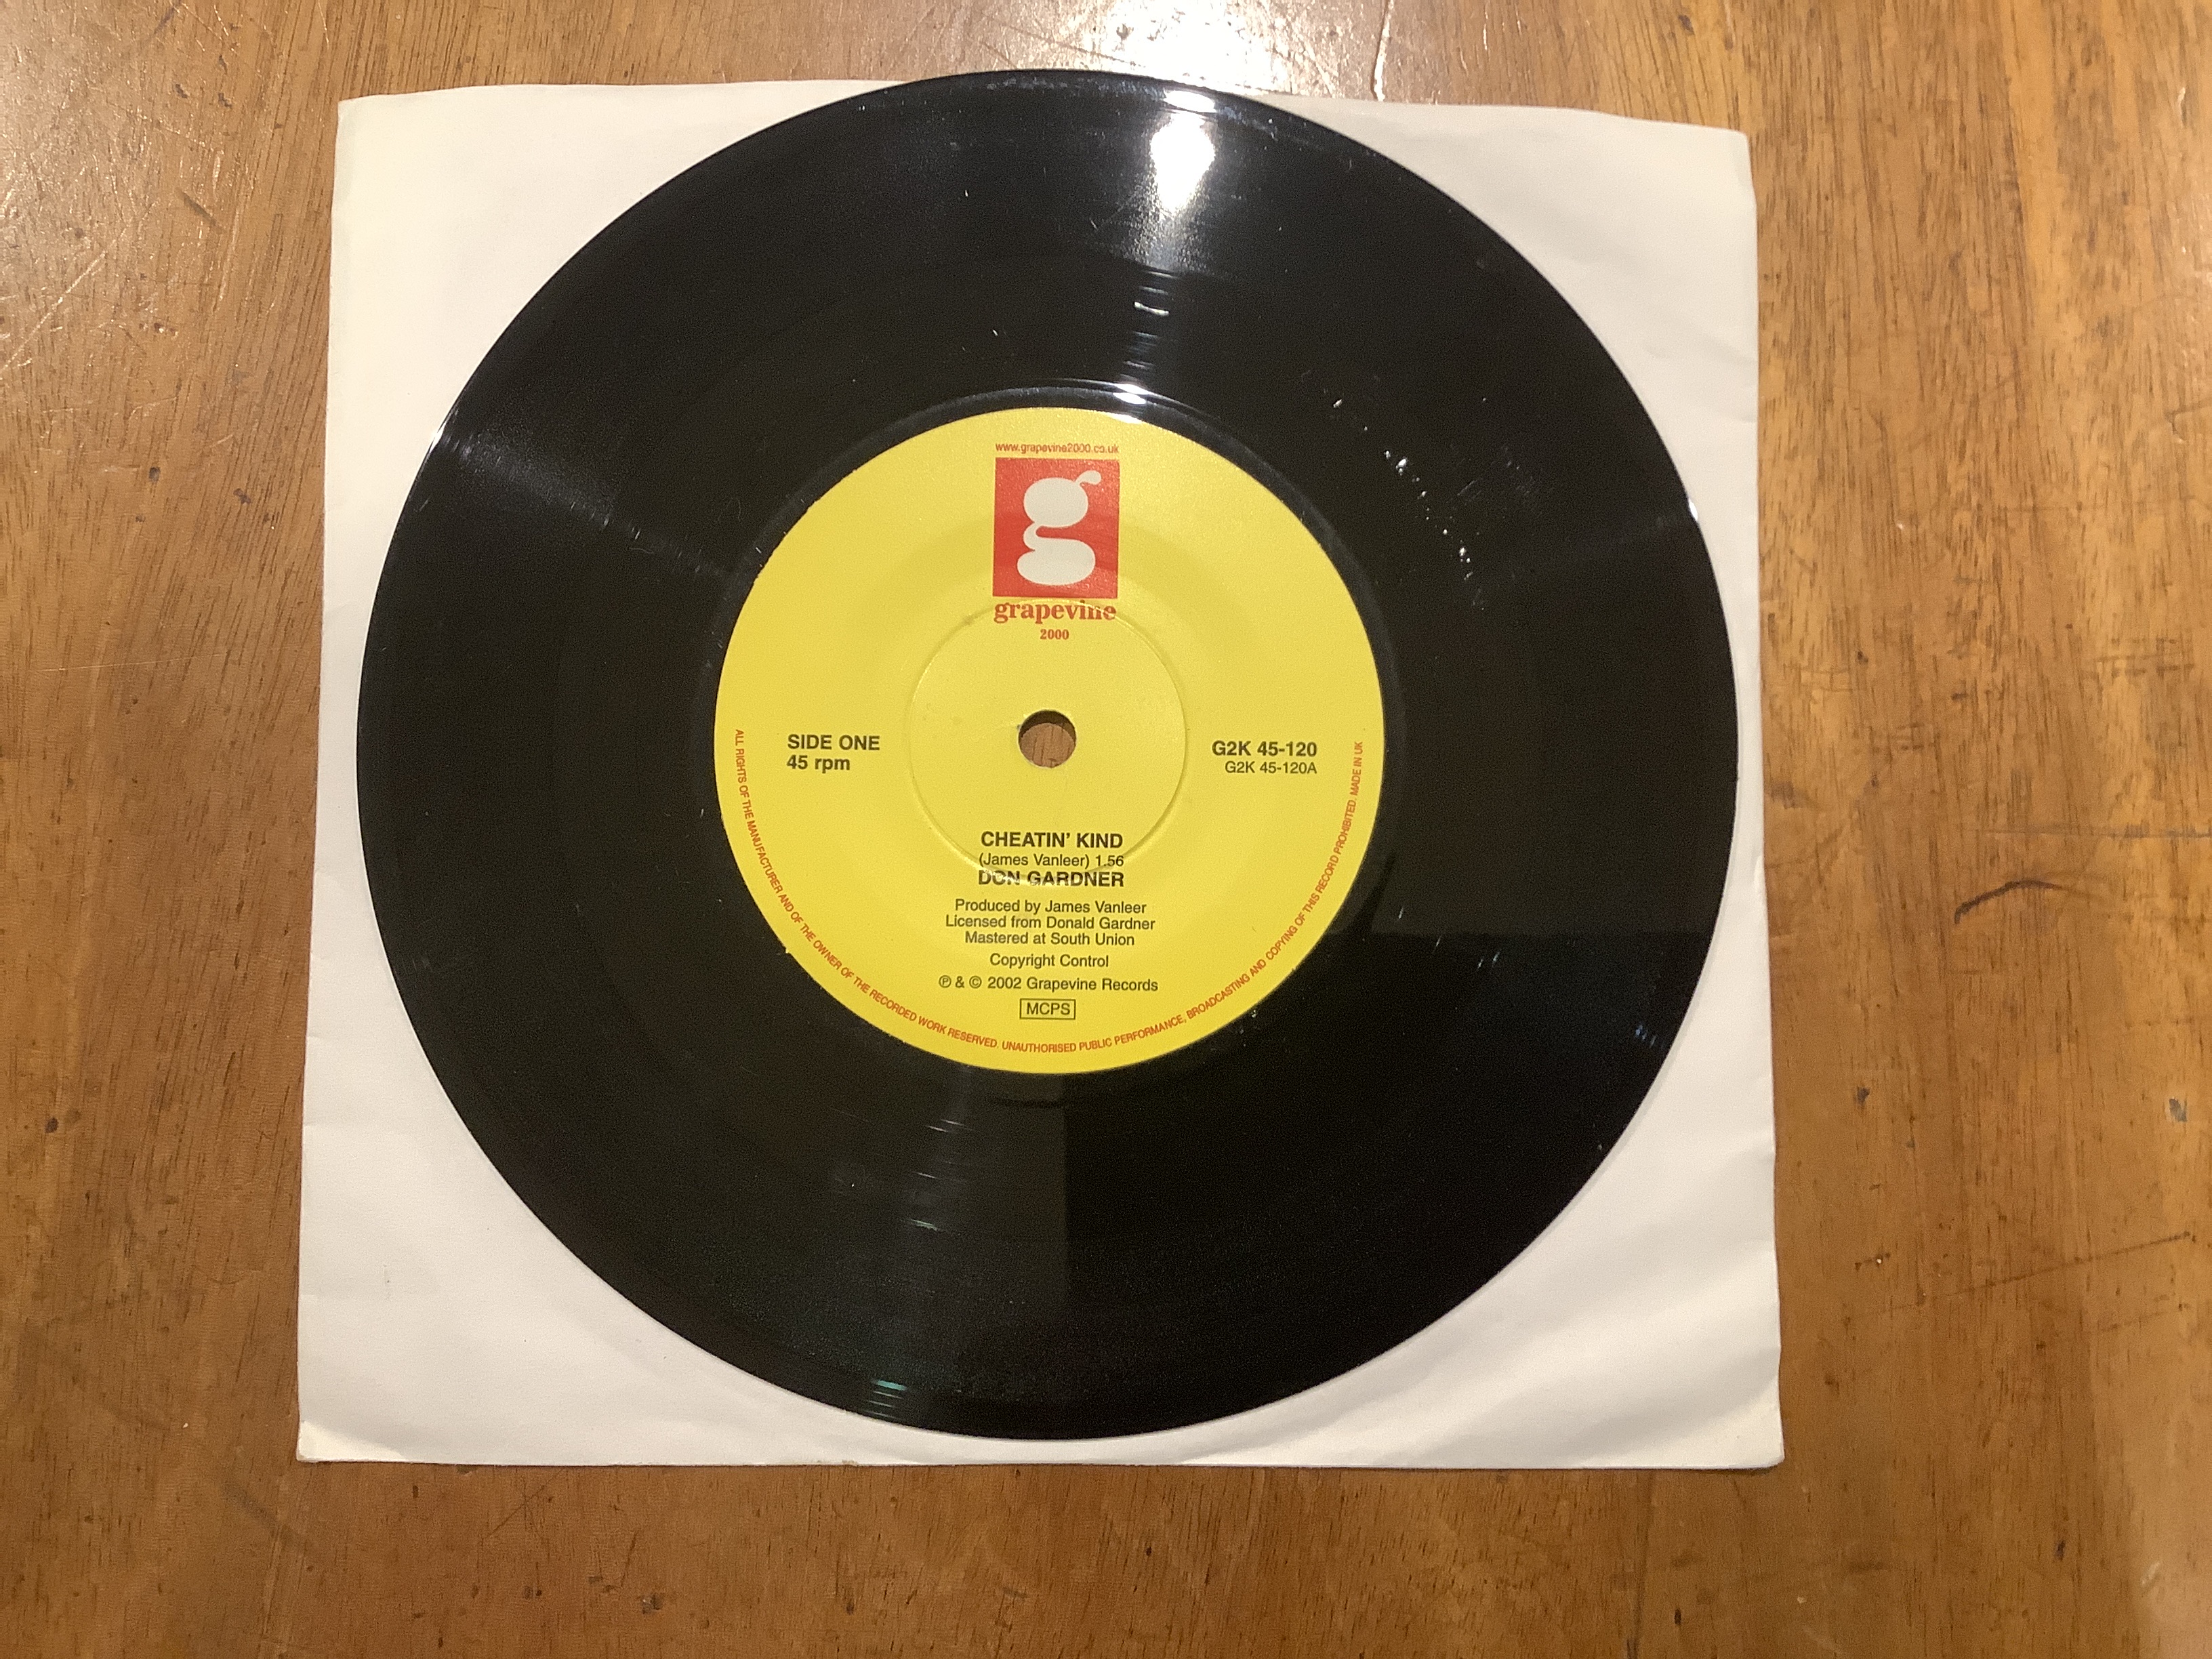 www.grapevine2000.co.uk
g
grapevine
2000
SIDE ONE
45 rpm
G2K 45-120
G2K 45-120A
CHEATIN' KIND
(James Vanleer) 1.56
DON GARDNER
Produced by James Vanleer
Licensed from Donald Gardner
Mastered at South Union
Copyright Control
℗ & © 2002 Grapevine Records
MCPS
ALL RIGHTS OF THE MANUFACTURER AND OF THE OWNER OF THE RECORDED WORK RESERVED. UNAUTHORISED PUBLIC PERFORMANCE, BROADCASTING AND COPYING OF THIS RECORD PROHIBITED. MADE IN UK